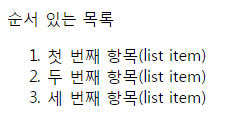 순서 있는 목록
1. 첫 번째 항목(list item)
2. 두 번째 항목(list item)
3. 세 번째 항목(list item)